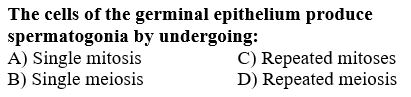 The cells of the germinal epithelium produce
spermatogonia by undergoing:
A) Single mitosis C) Repeated mitoses
B) Single meiosis D) Repeated meiosis